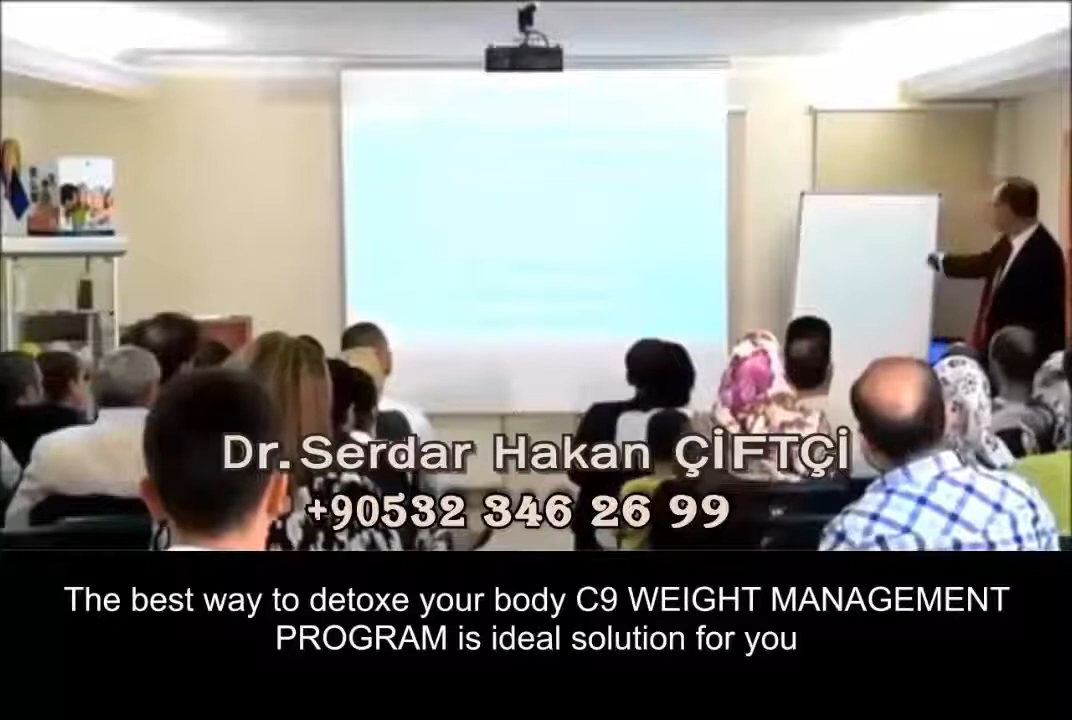 Dr. Serdar Hakan ÇİFTÇİ
+90532 346 26 99
The best way to detoxe your body C9 WEIGHT MANAGEMENT
PROGRAM is ideal solution for you